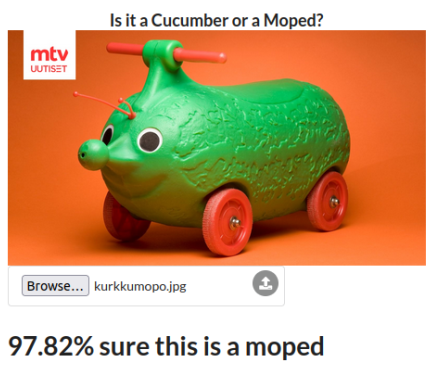 Is it a Cucumber or a Moped?
mtv
UUTISET
Browse... kurkkumopo.jpg
97.82% sure this is a moped